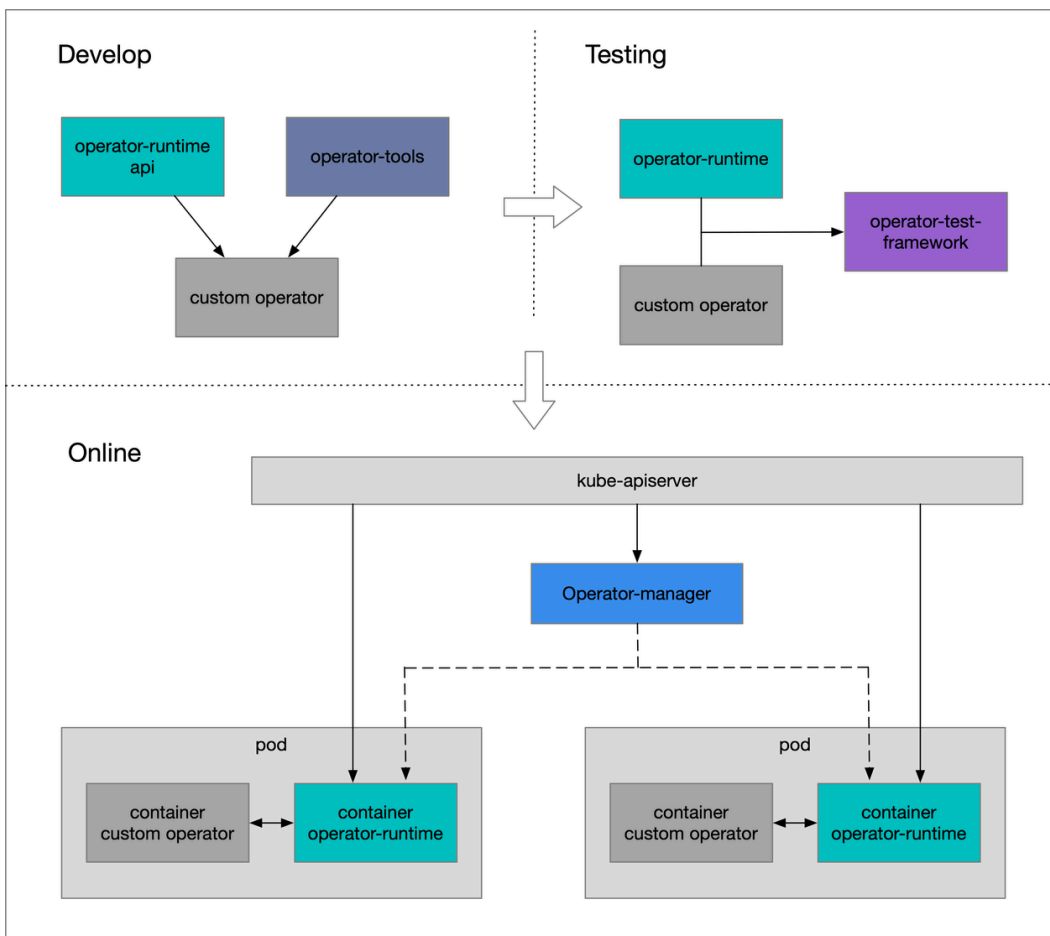 Develop
Testing
operator-runtime
api
operator-tools
custom operator
operator-runtime
operator-test-
framework
custom operator
Online
kube-apiserver
Operator-manager
pod
container
custom operator
container
operator-runtime
pod
container
custom operator
container
operator-runtime